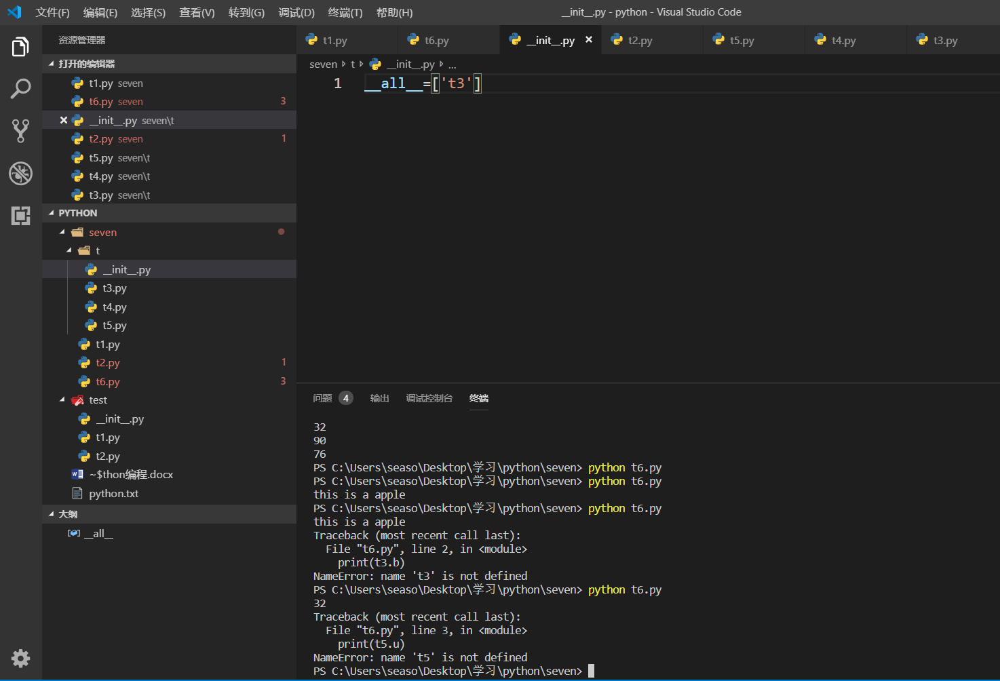 文件(F) 编辑(E) 选择(S) 查看(V) 转到(G) 调试(D) 终端(T) 帮助(H) __init__.py - python - Visual Studio Code
资源管理器
t1.py t6.py __init__.py t2.py t5.py t4.py t3.py
打开的编辑器
t1.py seven
t6.py seven 3
__init__.py seven\t
t2.py seven 1
t5.py seven\t
t4.py seven\t
t3.py seven\t
PYTHON
seven
t
__init__.py
t3.py
t4.py
t5.py
t1.py
t2.py 1
t6.py 3
test
__init__.py
t1.py
t2.py
~$thon编程.docx
python.txt
大纲
__all__
seven t __init__.py ...
1 __all__=['t3']
问题 4 输出 调试控制台 终端
32
90
76
PS C:\Users\seaso\Desktop\学习\python\seven> python t6.py
PS C:\Users\seaso\Desktop\学习\python\seven> python t6.py
this is a apple
PS C:\Users\seaso\Desktop\学习\python\seven> python t6.py
this is a apple
Traceback (most recent call last):
File "t6.py", line 2, in <module>
print(t3.b)
NameError: name 't3' is not defined
PS C:\Users\seaso\Desktop\学习\python\seven> python t6.py
32
Traceback (most recent call last):
File "t6.py", line 3, in <module>
print(t5.u)
NameError: name 't5' is not defined
PS C:\Users\seaso\Desktop\学习\python\seven>